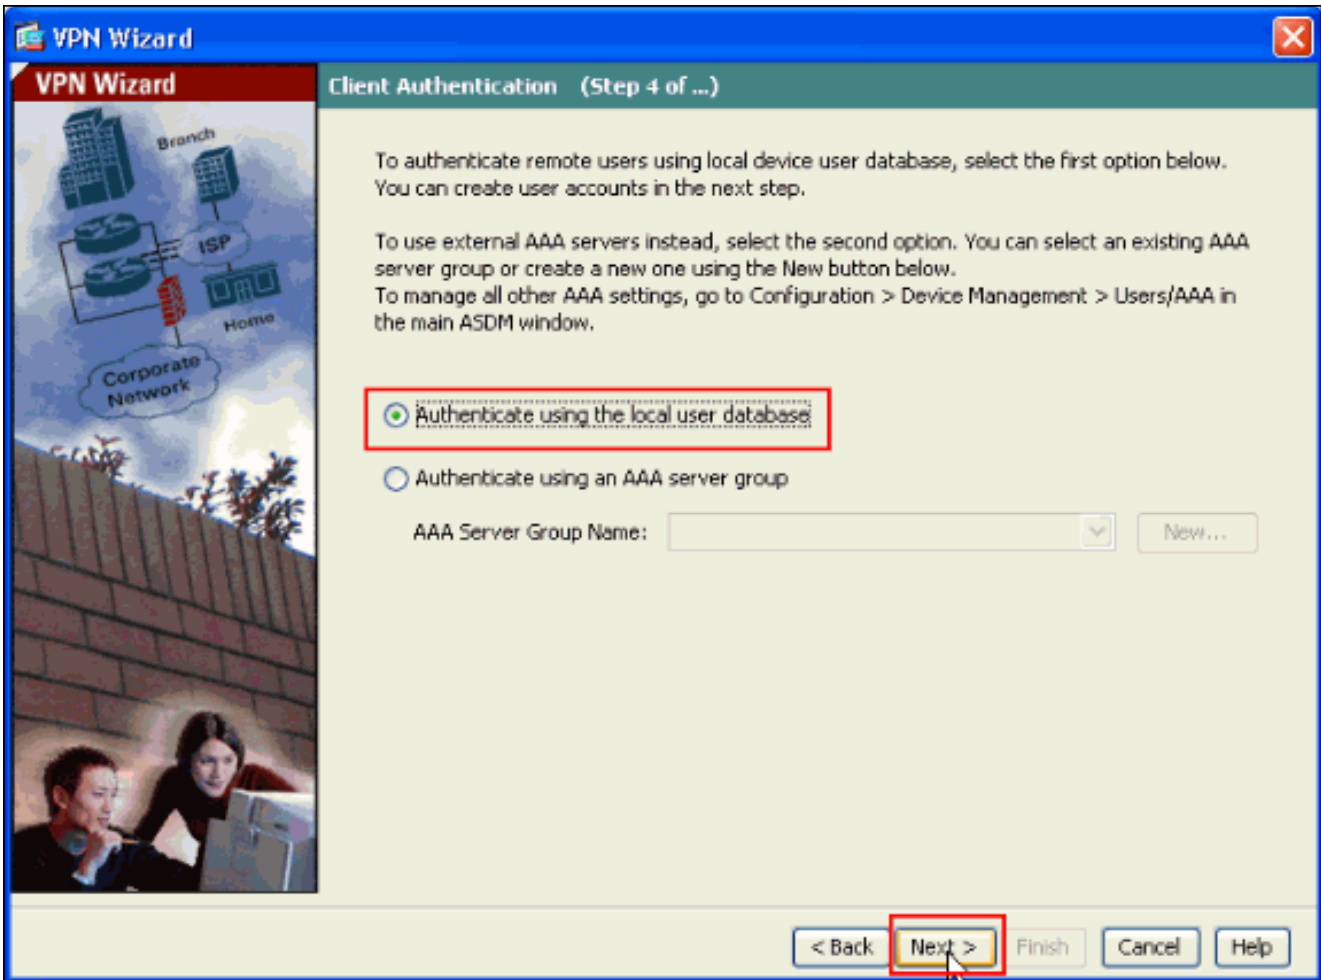 VPN Wizard
VPN Wizard
Client Authentication (Step 4 of ...)
Branch
ISP
Home
Corporate
Network
To authenticate remote users using local device user database, select the first option below.
You can create user accounts in the next step.
To use external AAA servers instead, select the second option. You can select an existing AAA
server group or create a new one using the New button below.
To manage all other AAA settings, go to Configuration > Device Management > Users/AAA in
the main ASDM window.
Authenticate using the local user database
Authenticate using an AAA server group
AAA Server Group Name: New...
< Back Next > Finish Cancel Help